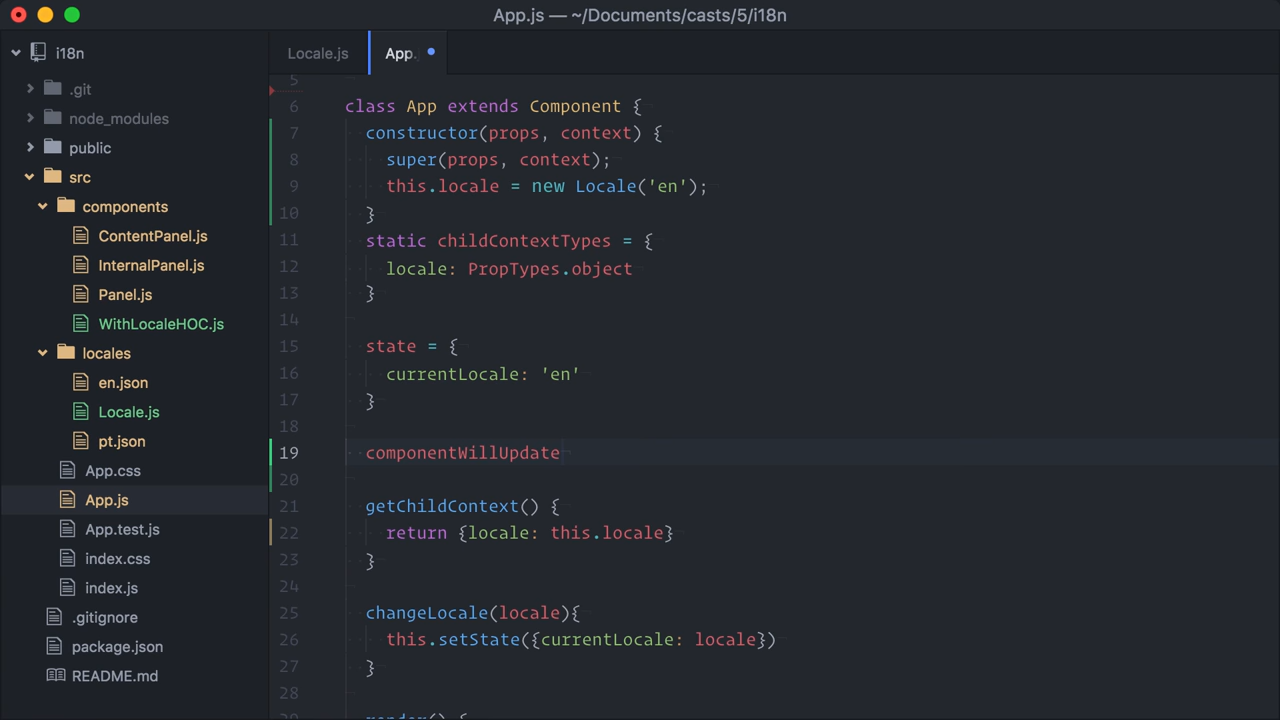 App.js — ~/Documents/casts/5/i18n
i18n
.git
node_modules
public
src
components
ContentPanel.js
InternalPanel.js
Panel.js
WithLocaleHOC.js
locales
en.json
Locale.js
pt.json
App.css
App.js
App.test.js
index.css
index.js
.gitignore
package.json
README.md
Locale.js
App.
5
6 class App extends Component {
7 constructor(props, context) {
8 super(props, context);
9 this.locale = new Locale('en');
10 }
11 static childContextTypes = {
12 locale: PropTypes.object
13 }
14
15 state = {
16 currentLocale: 'en'
17 }
18
19 componentWillUpdate
20
21 getChildContext() {
22 return {locale: this.locale}
23 }
24
25 changeLocale(locale){
26 this.setState({currentLocale: locale})
27 }
28
29 render() {